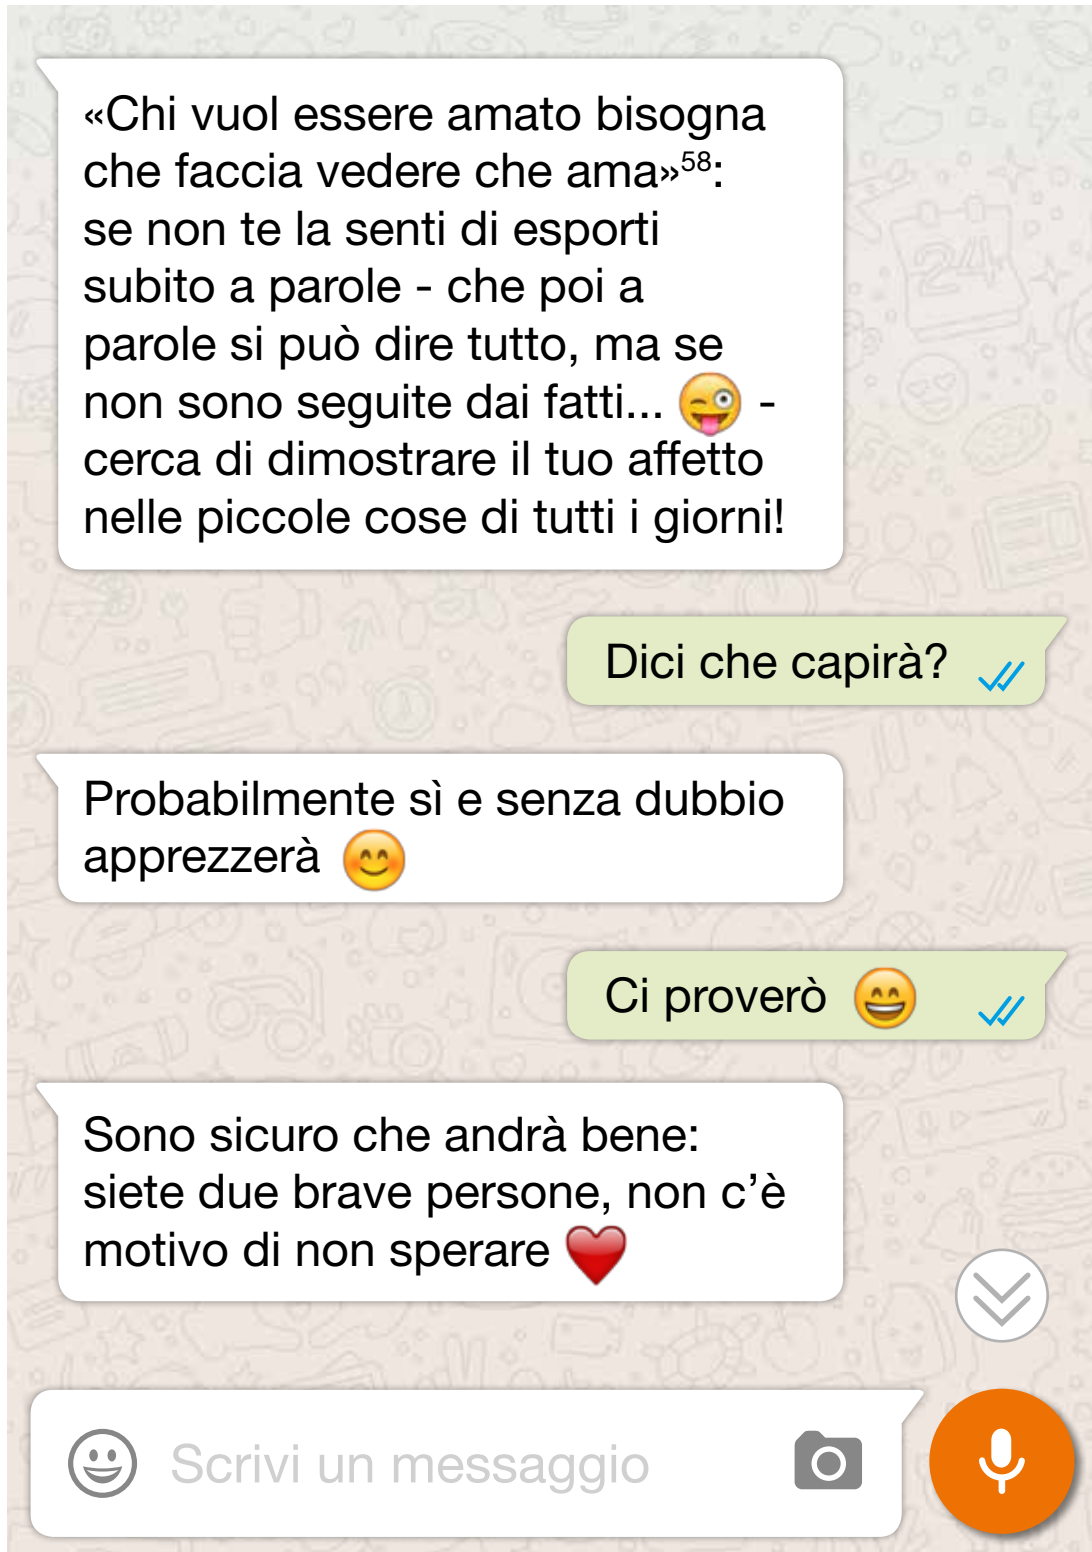 «Chi vuol essere amato bisogna
che faccia vedere che ama»⁵⁸:
se non te la senti di esporti
subito a parole - che poi a
parole si può dire tutto, ma se
non sono seguite dai fatti... 😜 -
cerca di dimostrare il tuo affetto
nelle piccole cose di tutti i giorni!
Dici che capirà?
Probabilmente sì e senza dubbio
apprezzerà 😊
Ci proverò 😄
Sono sicuro che andrà bene:
siete due brave persone, non c’è
motivo di non sperare ❤️
Scrivi un messaggio